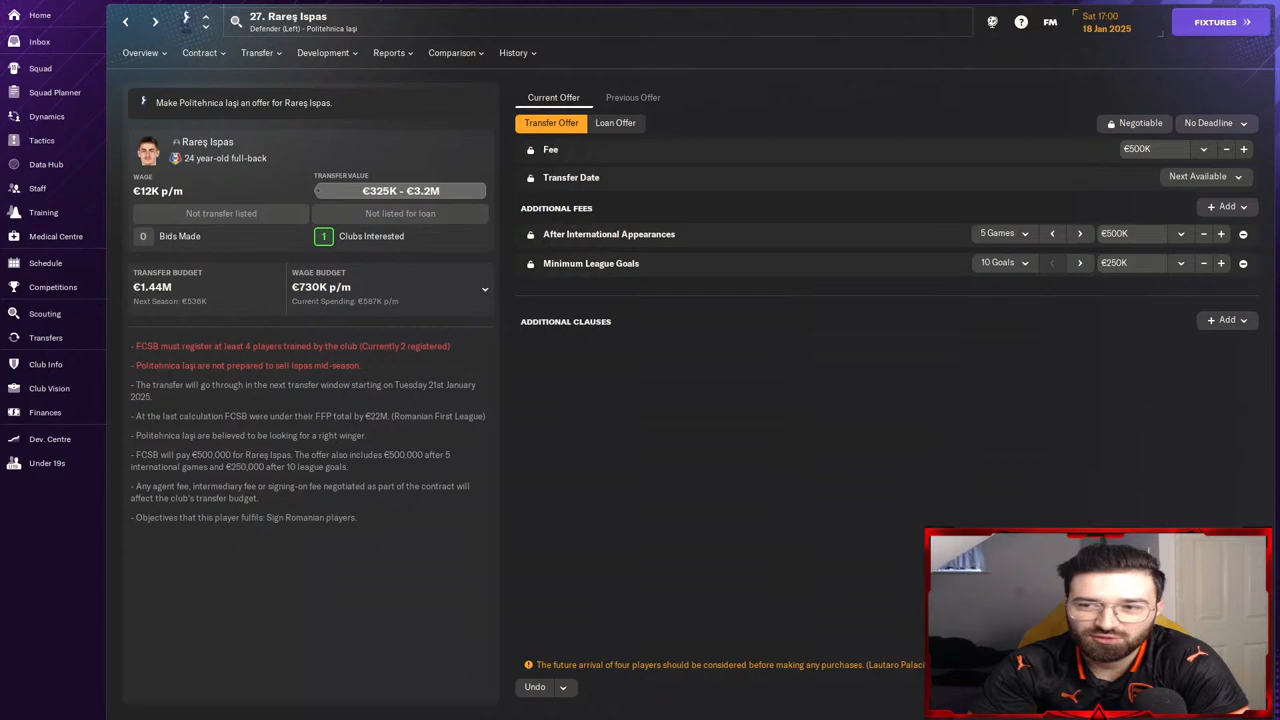 Home
Inbox
Squad
Squad Planner
Dynamics
Tactics
Data Hub
Staff
Training
Medical Centre
Schedule
Competitions
Scouting
Transfers
Club Info
Club Vision
Finances
Dev. Centre
Under 19s
27. Rareș Ispas
Defender (Left) - Politehnica Iași
FM
Sat 17:00
18 Jan 2025
FIXTURES
Overview
Contract
Transfer
Development
Reports
Comparison
History
Make Politehnica Iași an offer for Rareș Ispas.
Rareș Ispas
24 year-old full-back
WAGE
€12K p/m
TRANSFER VALUE
€325K - €3.2M
Not transfer listed
Not listed for loan
0 Bids Made
1 Clubs Interested
TRANSFER BUDGET
€1.44M
Next Season: €536K
WAGE BUDGET
€730K p/m
Current Spending: €587K p/m
- FCSB must register at least 4 players trained by the club (Currently 2 registered)
- Politehnica Iași are not prepared to sell Ispas mid-season.
- The transfer will go through in the next transfer window starting on Tuesday 21st January
2025.
- At the last calculation FCSB were under their FFP total by €22M. (Romanian First League)
- Politehnica Iași are believed to be looking for a right winger.
- FCSB will pay €500,000 for Rareș Ispas. The offer also includes €500,000 after 5
international games and €250,000 after 10 league goals.
- Any agent fee, intermediary fee or signing-on fee negotiated as part of the contract will
affect the club's transfer budget.
- Objectives that this player fulfils: Sign Romanian players.
Current Offer
Previous Offer
Transfer Offer
Loan Offer
Negotiable
No Deadline
Fee
€500K
Transfer Date
Next Available
ADDITIONAL FEES
+ Add
After International Appearances
5 Games
€500K
Minimum League Goals
10 Goals
€250K
ADDITIONAL CLAUSES
+ Add
The future arrival of four players should be considered before making any purchases. (Lautaro
Undo